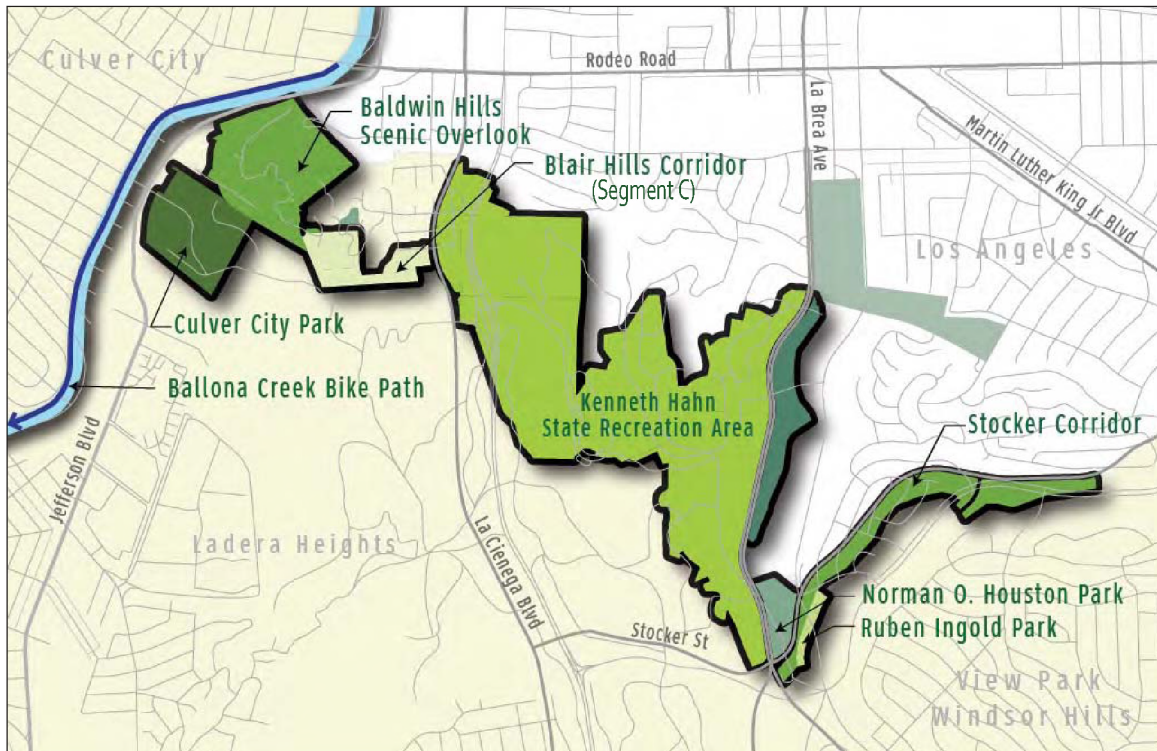 Culver City
Rodeo Road
Baldwin Hills
Scenic Overlook
La Brea Ave
Martin Luther King Jr Blvd
Blair Hills Corridor
(Segment C)
Los Angeles
Culver City Park
Ballona Creek Bike Path
Kenneth Hahn
State Recreation Area
Stocker Corridor
Jefferson Blvd
Ladera Heights
La Cienega Blvd
Norman O. Houston Park
Stocker St
Ruben Ingold Park
View Park
Windsor Hills